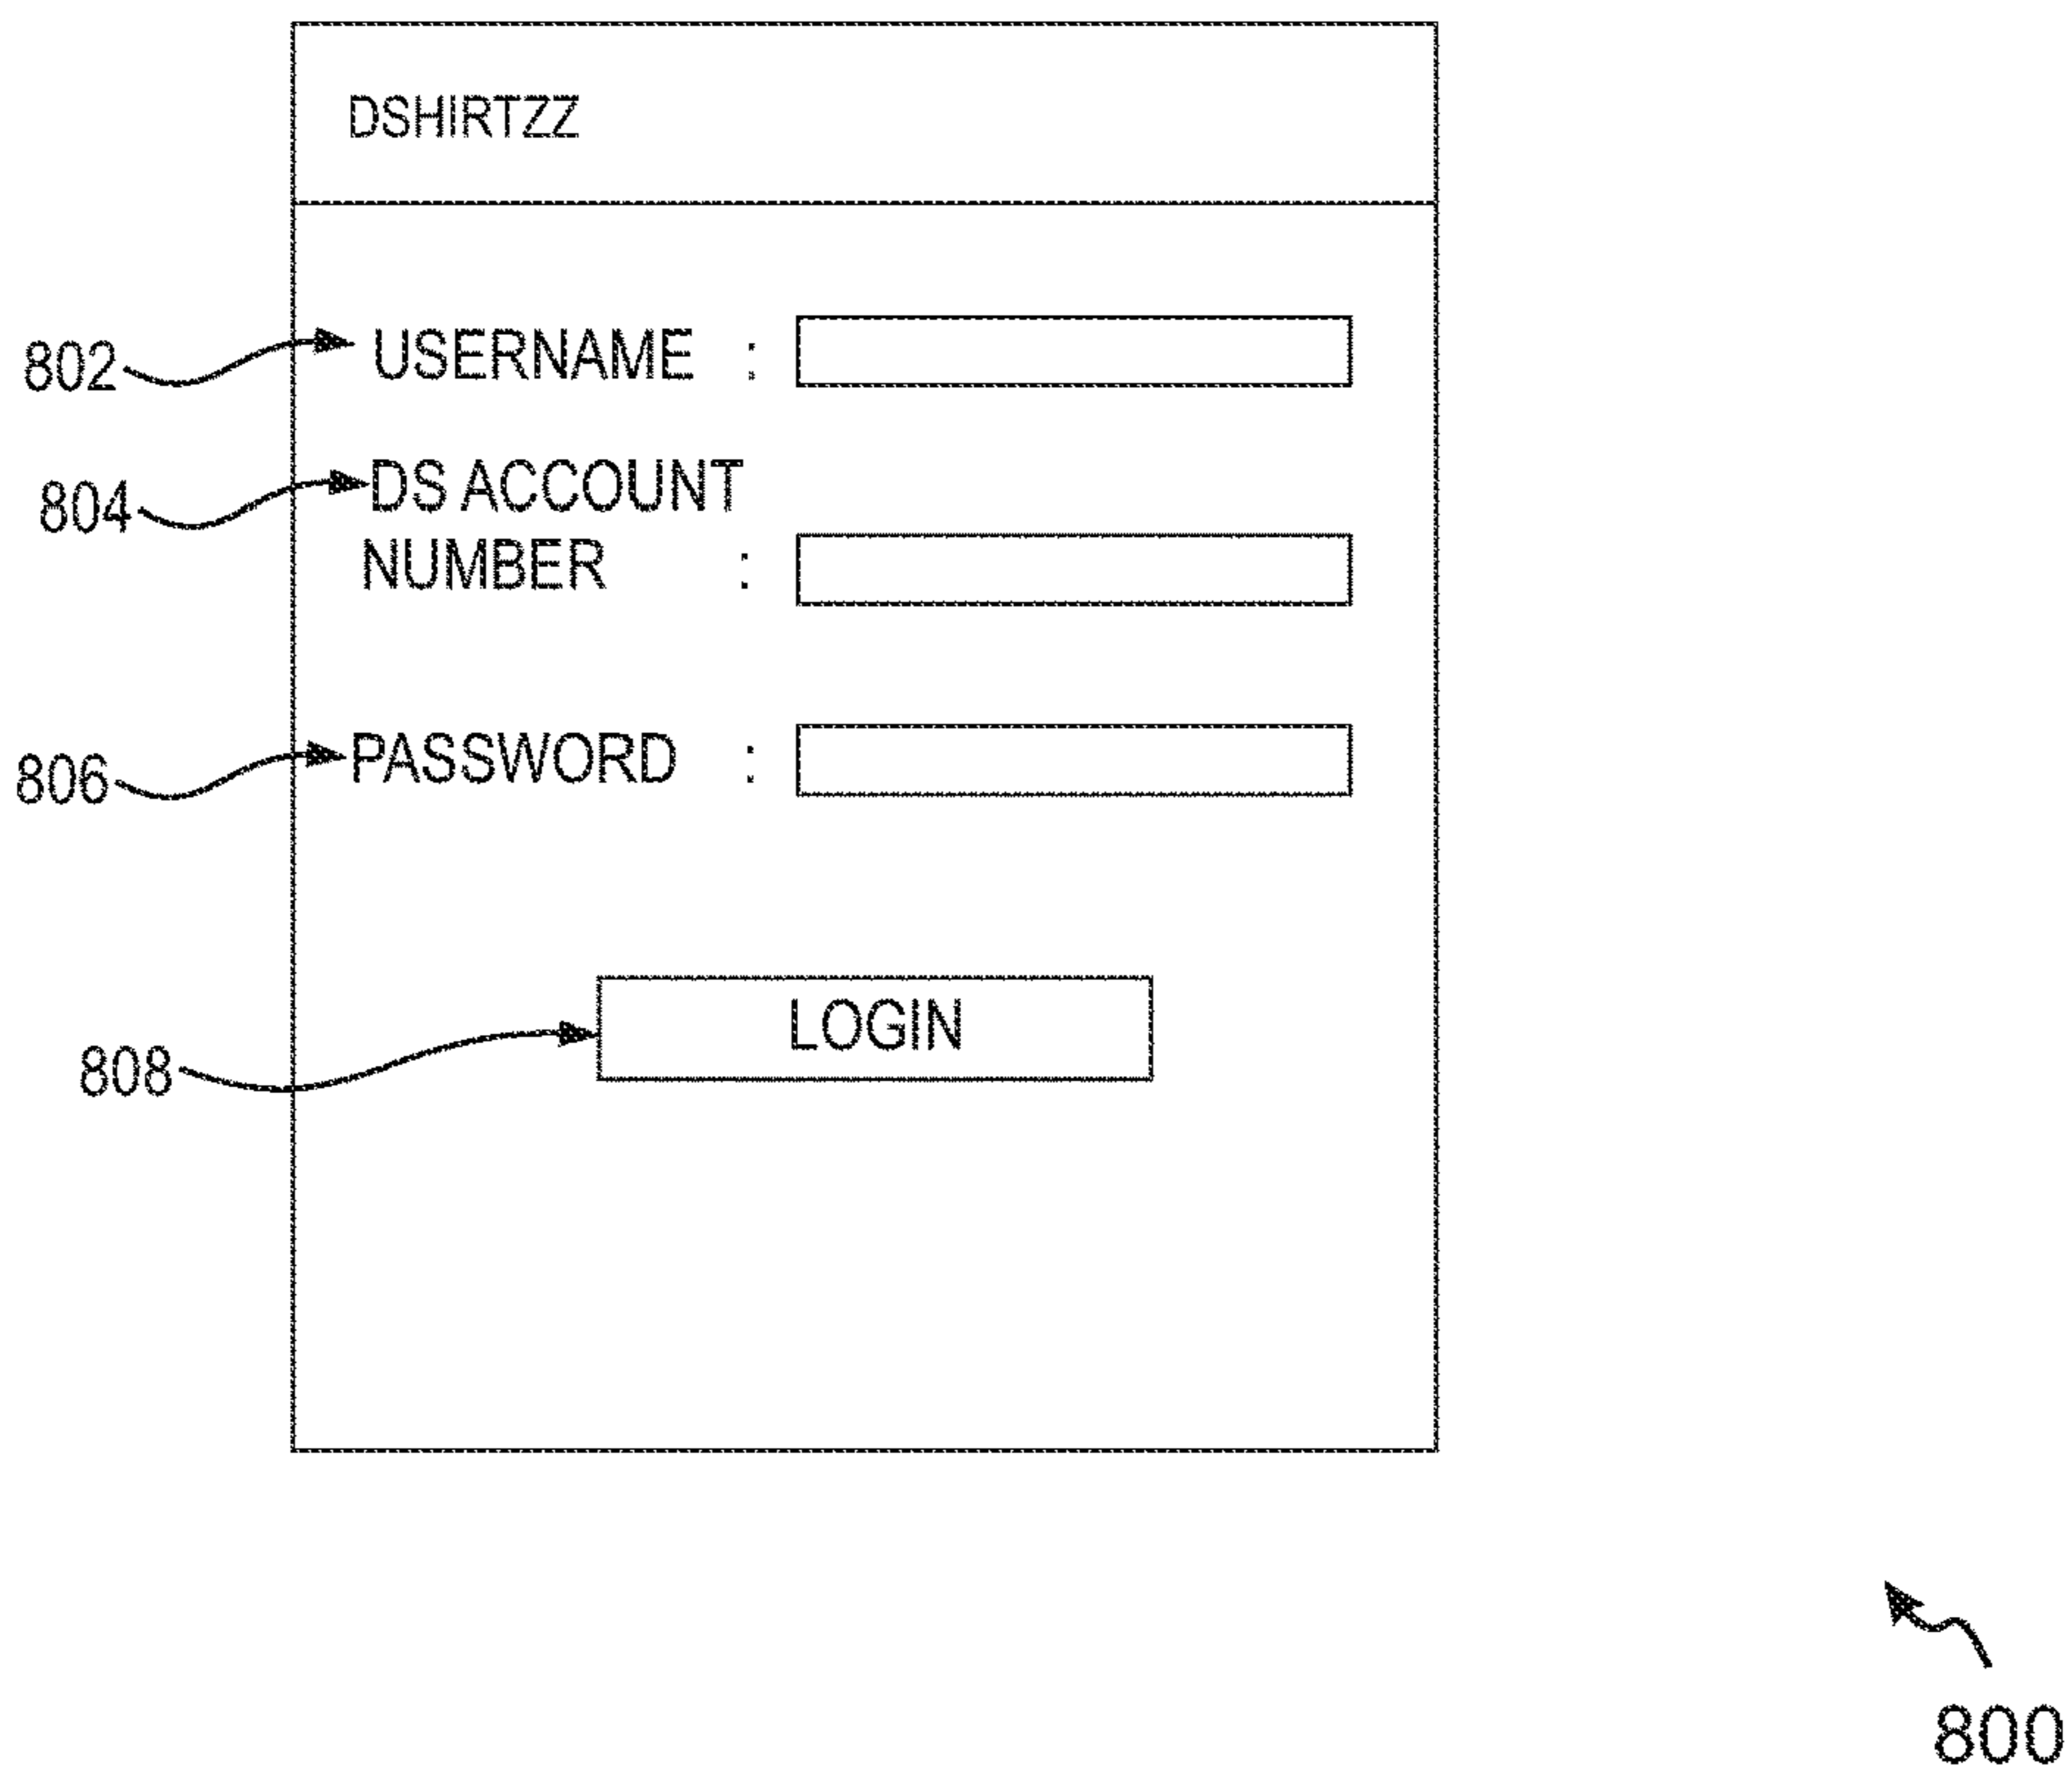 DSHIRTZZ
802 USERNAME :
804 DS ACCOUNT
NUMBER :
806 PASSWORD :
808 LOGIN
800